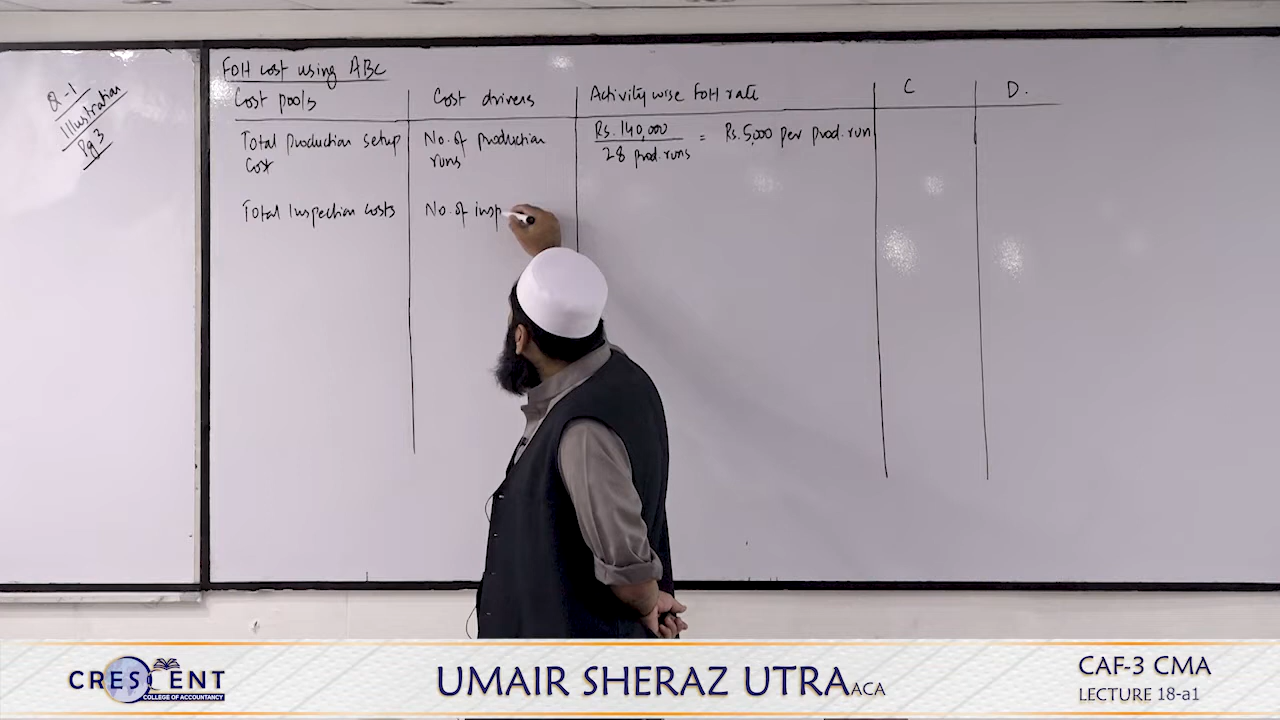 Q-1
Illustration
Pg 3
FOH cost using ABC
Cost pools
Cost drivers
Activity wise FOH rate
C
D.
Total Production setup
Cost
No. of production
runs
Rs. 140,000
28 prod. runs
= Rs. 5,000 per prod. run
Total Inspection costs
No. of insp
CRESCENT
COLLEGE OF ACCOUNTANCY
UMAIR SHERAZ UTRA ACA
CAF-3 CMA
LECTURE 18-a1